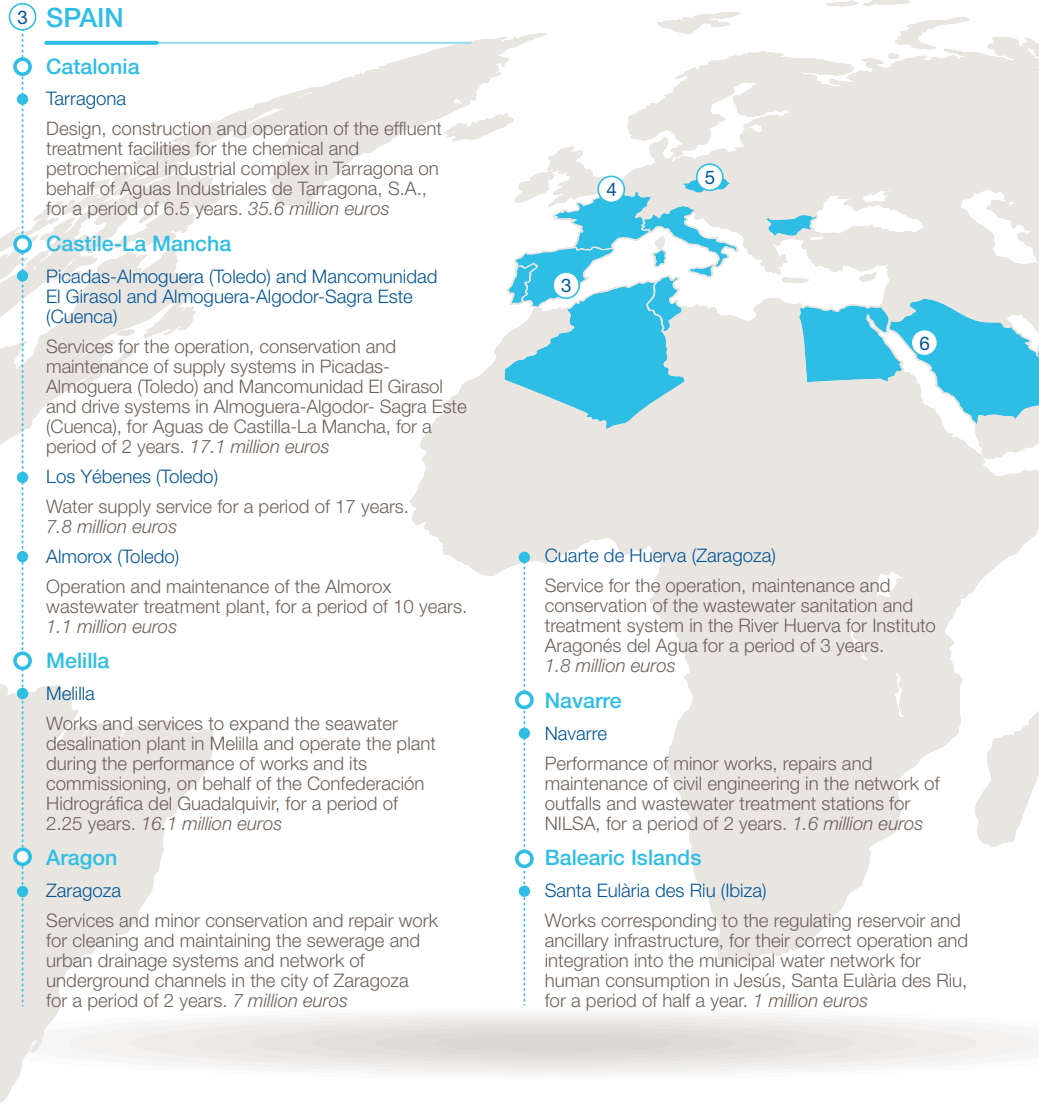 3 SPAIN
Catalonia
Tarragona
Design, construction and operation of the effluent
treatment facilities for the chemical and
petrochemical industrial complex in Tarragona on
behalf of Aguas Industriales de Tarragona, S.A.,
for a period of 6.5 years. 35.6 million euros
Castile-La Mancha
Picadas-Almoguera (Toledo) and Mancomunidad
El Girasol and Almoguera-Algodor-Sagra Este
(Cuenca)
Services for the operation, conservation and
maintenance of supply systems in Picadas-
Almoguera (Toledo) and Mancomunidad El Girasol
and drive systems in Almoguera-Algodor- Sagra Este
(Cuenca), for Aguas de Castilla-La Mancha, for a
period of 2 years. 17.1 million euros
Los Yébenes (Toledo)
Water supply service for a period of 17 years.
7.8 million euros
Almorox (Toledo)
Operation and maintenance of the Almorox
wastewater treatment plant, for a period of 10 years.
1.1 million euros
Melilla
Melilla
Works and services to expand the seawater
desalination plant in Melilla and operate the plant
during the performance of works and its
commissioning, on behalf of the Confederación
Hidrográfica del Guadalquivir, for a period of
2.25 years. 16.1 million euros
Aragon
Zaragoza
Services and minor conservation and repair work
for cleaning and maintaining the sewerage and
urban drainage systems and network of
underground channels in the city of Zaragoza
for a period of 2 years. 7 million euros
4
5
3
6
Cuarte de Huerva (Zaragoza)
Service for the operation, maintenance and
conservation of the wastewater sanitation and
treatment system in the River Huerva for Instituto
Aragonés del Agua for a period of 3 years.
1.8 million euros
Navarre
Navarre
Performance of minor works, repairs and
maintenance of civil engineering in the network of
outfalls and wastewater treatment stations for
NILSA, for a period of 2 years. 1.6 million euros
Balearic Islands
Santa Eulària des Riu (Ibiza)
Works corresponding to the regulating reservoir and
ancillary infrastructure, for their correct operation and
integration into the municipal water network for
human consumption in Jesús, Santa Eulària des Riu,
for a period of half a year. 1 million euros